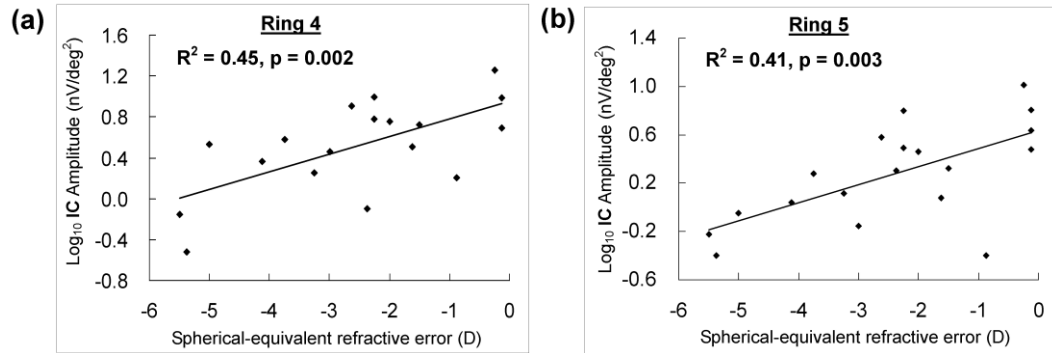 (a)
Ring 4
R² = 0.45, p = 0.002
Log₁₀ IC Amplitude (nV/deg²)
1.6
1.2
0.8
0.4
0.0
-0.4
-0.8
-6 -5 -4 -3 -2 -1 0
Spherical-equivalent refractive error (D)
(b)
Ring 5
R² = 0.41, p = 0.003
Log₁₀ IC Amplitude (nV/deg²)
1.4
1.0
0.6
0.2
-0.2
-0.6
-6 -5 -4 -3 -2 -1 0
Spherical-equivalent refractive error (D)